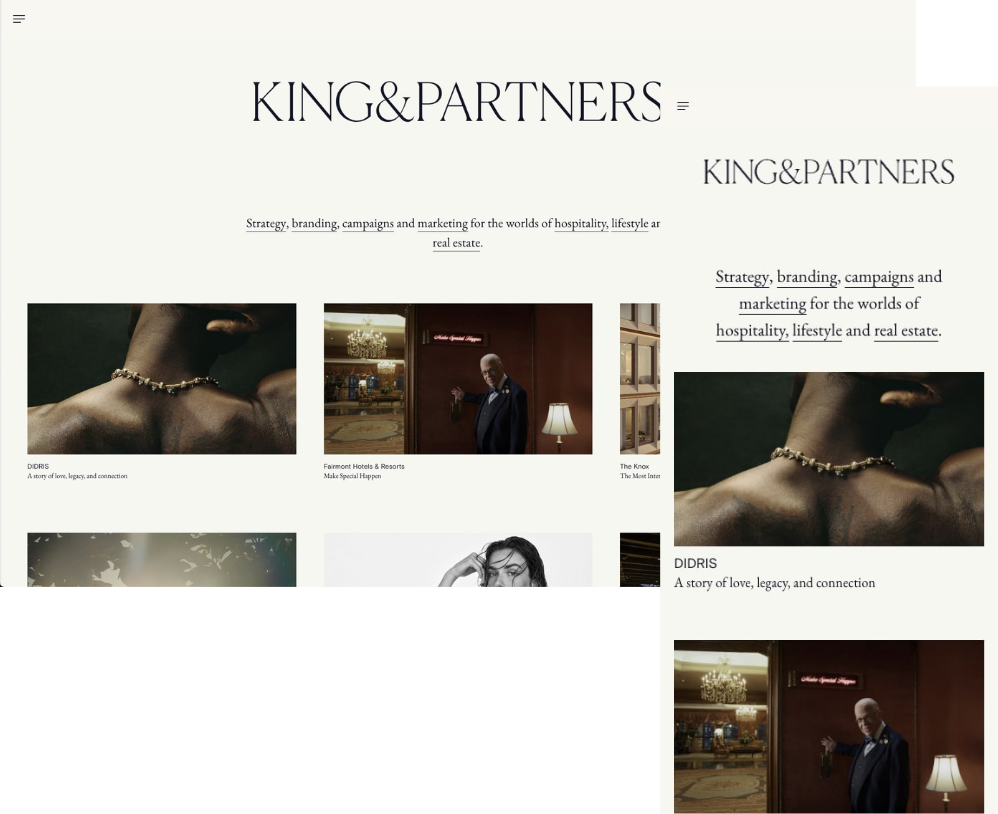 KING&PARTNERS
Strategy, branding, campaigns and marketing for the worlds of hospitality, lifestyle ar
real estate.
Make Special Happen
DIDRIS
A story of love, legacy, and connection
Fairmont Hotels & Resorts
Make Special Happen
The Knox
The Most Inter
KING&PARTNERS
Strategy, branding, campaigns and
marketing for the worlds of
hospitality, lifestyle and real estate.
DIDRIS
A story of love, legacy, and connection
Make Special Happen